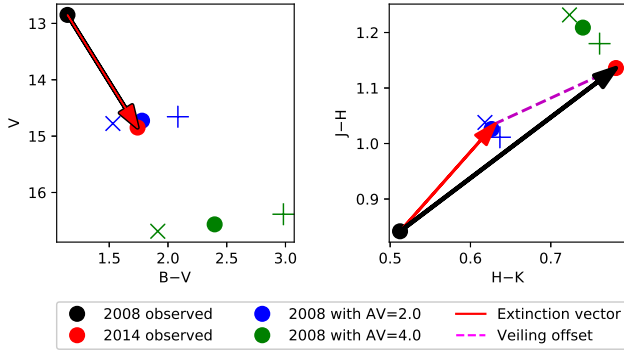 13
14
15
16
V
1.5
2.0
2.5
3.0
B−V
1.2
1.1
1.0
0.9
J−H
0.5
0.6
0.7
H−K
2008 observed
2008 with AV=2.0
Extinction vector
2014 observed
2008 with AV=4.0
Veiling offset